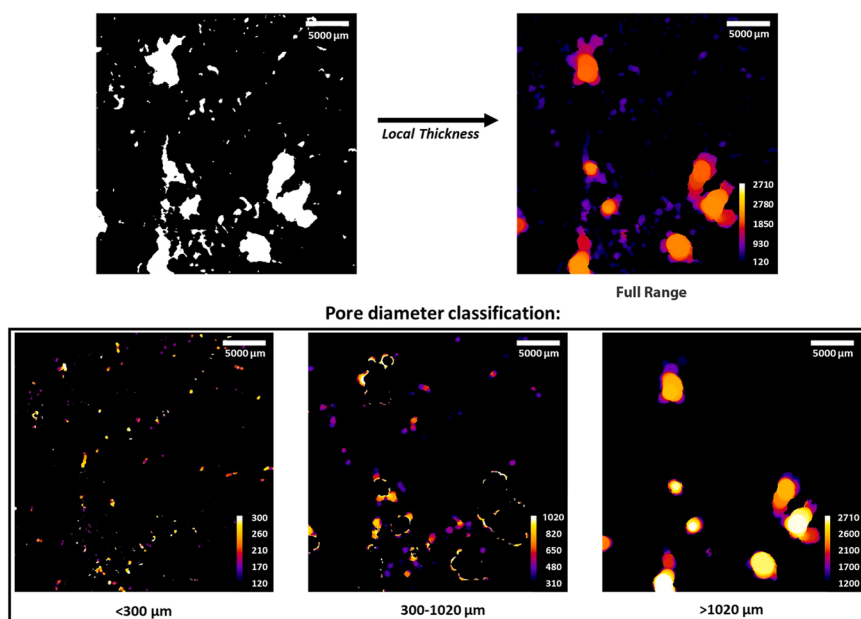 5000 µm
5000 µm
Local Thickness
2710
2780
1850
930
120
Full Range
Pore diameter classification:
5000 µm
5000 µm
5000 µm
300
260
210
170
120
1020
820
650
480
310
2710
2600
2100
1700
1200
<300 µm
300-1020 µm
>1020 µm